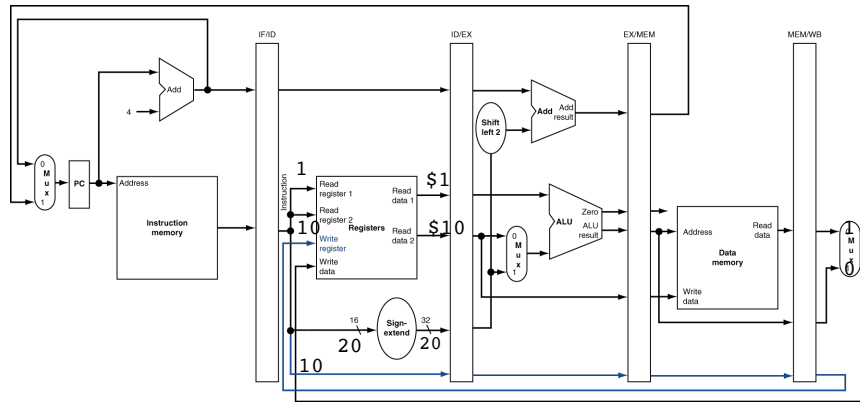 IF/ID
ID/EX
EX/MEM
MEM/WB
Add
4
Add
Add
result
Shift
left 2
0
M
u
x
1
PC
Address
Instruction
memory
Instruction
1
Read
register 1
Read
register 2
10
Write
register
Write
data
Registers
Read
data 1
Read
data 2
$1
$10
0
M
u
x
1
ALU
Zero
ALU
result
Address
Read
data
Data
memory
Write
data
1
M
u
x
0
16
20
Sign-
extend
32
20
10